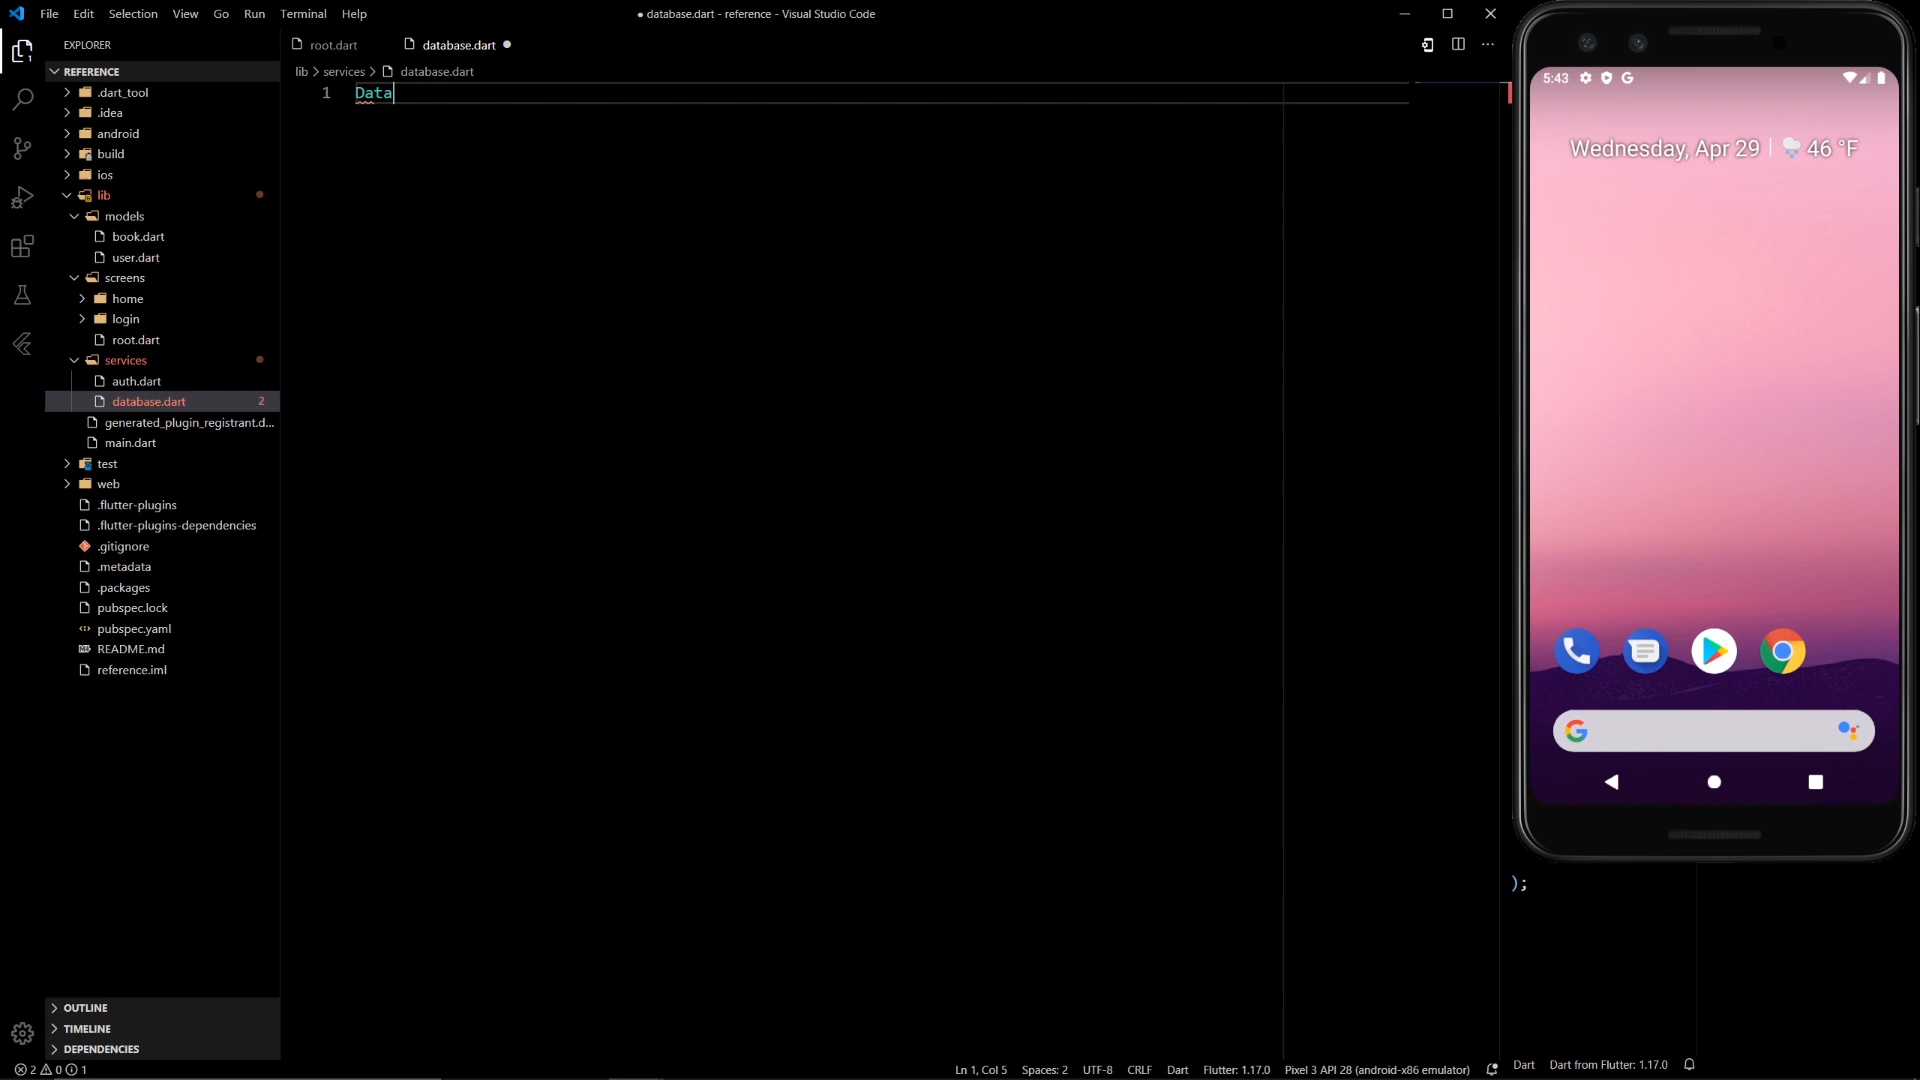 File Edit Selection View Go Run Terminal Help
● database.dart - reference - Visual Studio Code
EXPLORER
root.dart
database.dart
REFERENCE
lib > services > database.dart
1 Data
.dart_tool
.idea
android
build
ios
lib
models
book.dart
user.dart
screens
home
login
root.dart
services
auth.dart
database.dart 2
generated_plugin_registrant.d...
main.dart
test
web
.flutter-plugins
.flutter-plugins-dependencies
.gitignore
.metadata
.packages
pubspec.lock
pubspec.yaml
README.md
reference.iml
OUTLINE
TIMELINE
DEPENDENCIES
2 0 1
Ln 1, Col 5 Spaces: 2 UTF-8 CRLF Dart Flutter: 1.17.0 Pixel 3 API 28 (android-x86 emulator)
5:43
Wednesday, Apr 29 | 46 °F
);
Dart Dart from Flutter: 1.17.0